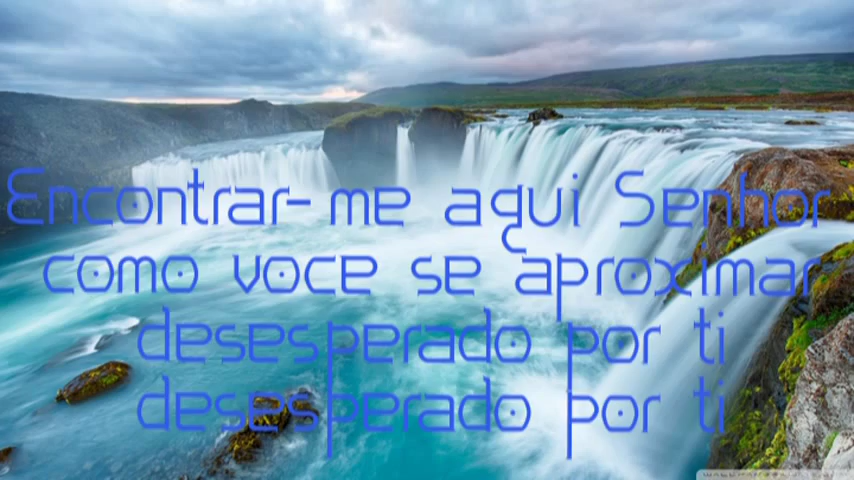 Encontrar-me aqui Senhor
como voce se aproximar
desesperado por ti
desesperado por ti